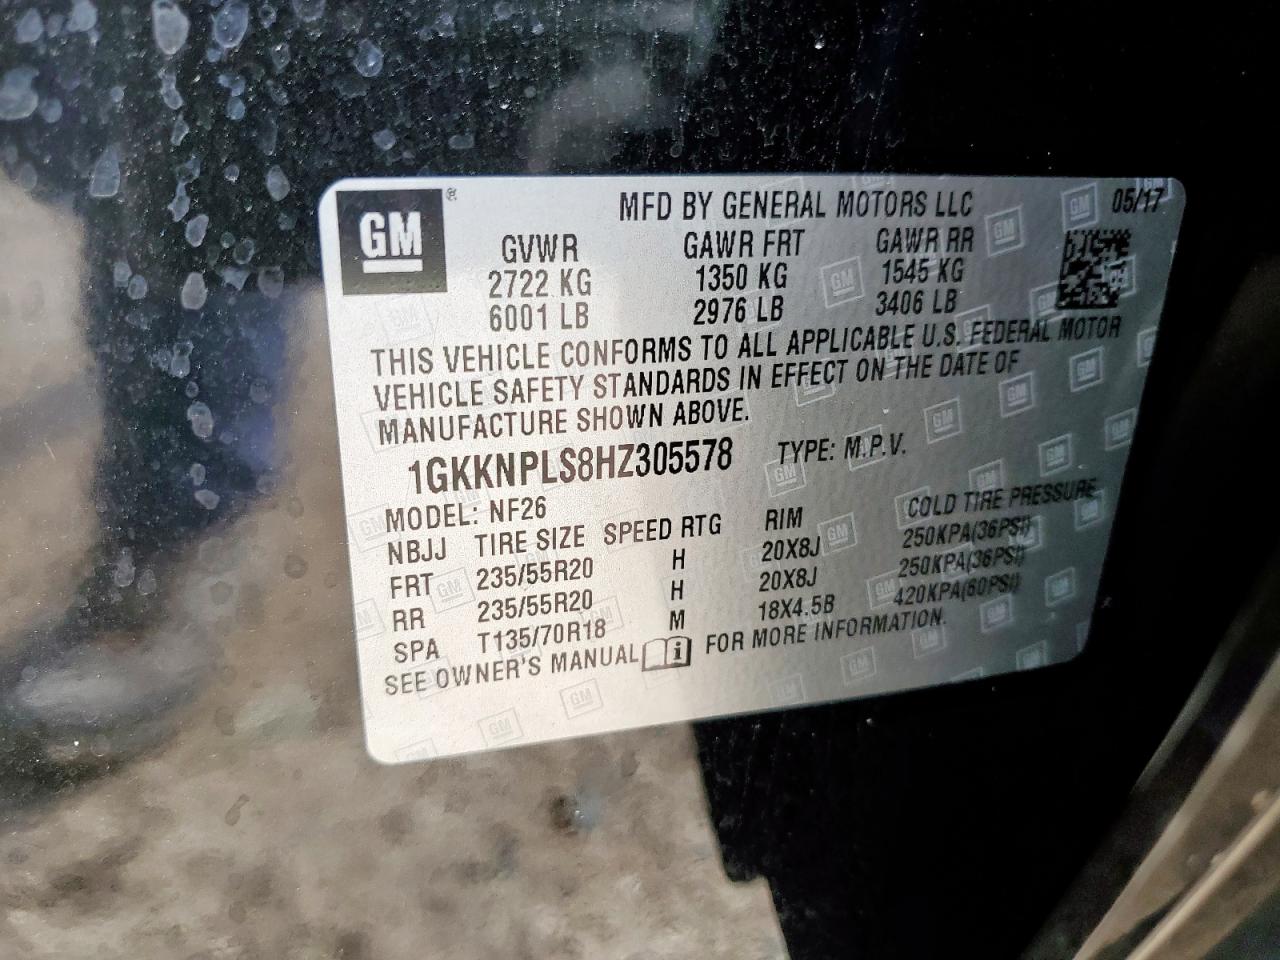 GM®
MFD BY GENERAL MOTORS LLC 05/17
GVWR GAWR FRT GAWR RR
2722 KG 1350 KG 1545 KG
6001 LB 2976 LB 3406 LB
THIS VEHICLE CONFORMS TO ALL APPLICABLE U.S. FEDERAL MOTOR
VEHICLE SAFETY STANDARDS IN EFFECT ON THE DATE OF
MANUFACTURE SHOWN ABOVE.
1GKKNPLS8HZ305578 TYPE: M.P.V.
MODEL: NF26
NBJJ TIRE SIZE SPEED RTG RIM COLD TIRE PRESSURE
FRT 235/55R20 H 20X8J 250KPA(36PSI)
RR 235/55R20 H 20X8J 250KPA(36PSI)
SPA T135/70R18 M 18X4.5B 420KPA(60PSI)
SEE OWNER'S MANUAL i FOR MORE INFORMATION.